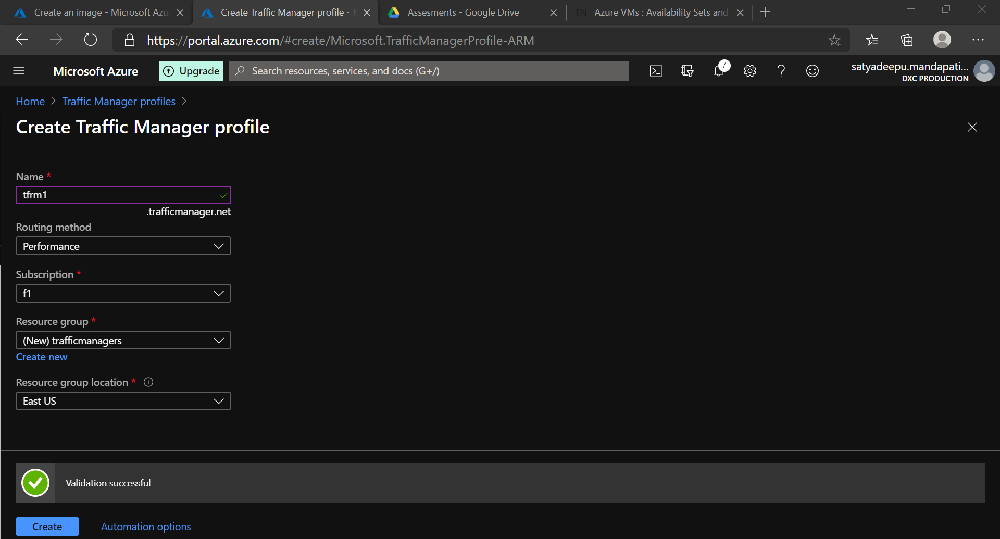 Create an image - Microsoft Azu
Create Traffic Manager profile -
Assesments - Google Drive
TN Azure VMs : Availability Sets and
https://portal.azure.com/#create/Microsoft.TrafficManagerProfile-ARM
Microsoft Azure
Upgrade
Search resources, services, and docs (G+/)
7
satyadeepu.mandapati...
DXC PRODUCTION
Home > Traffic Manager profiles >
Create Traffic Manager profile
Name *
tfrm1
.trafficmanager.net
Routing method
Performance
Subscription *
f1
Resource group *
(New) trafficmanagers
Create new
Resource group location *
East US
Validation successful
Create
Automation options